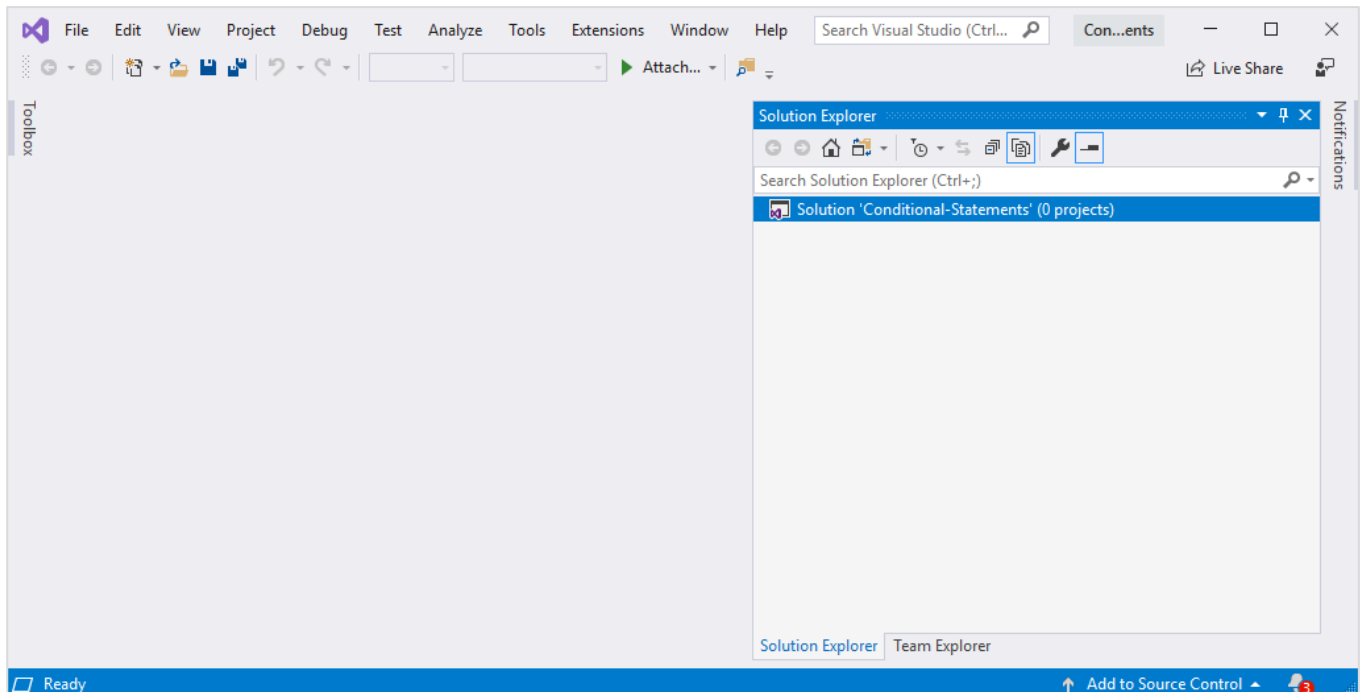 File Edit View Project Debug Test Analyze Tools Extensions Window Help Search Visual Studio (Ctrl... Con...ents
Attach... Live Share
Toolbox
Solution Explorer
Search Solution Explorer (Ctrl+;)
Solution 'Conditional-Statements' (0 projects)
Notifications
Solution Explorer Team Explorer
Ready Add to Source Control 3